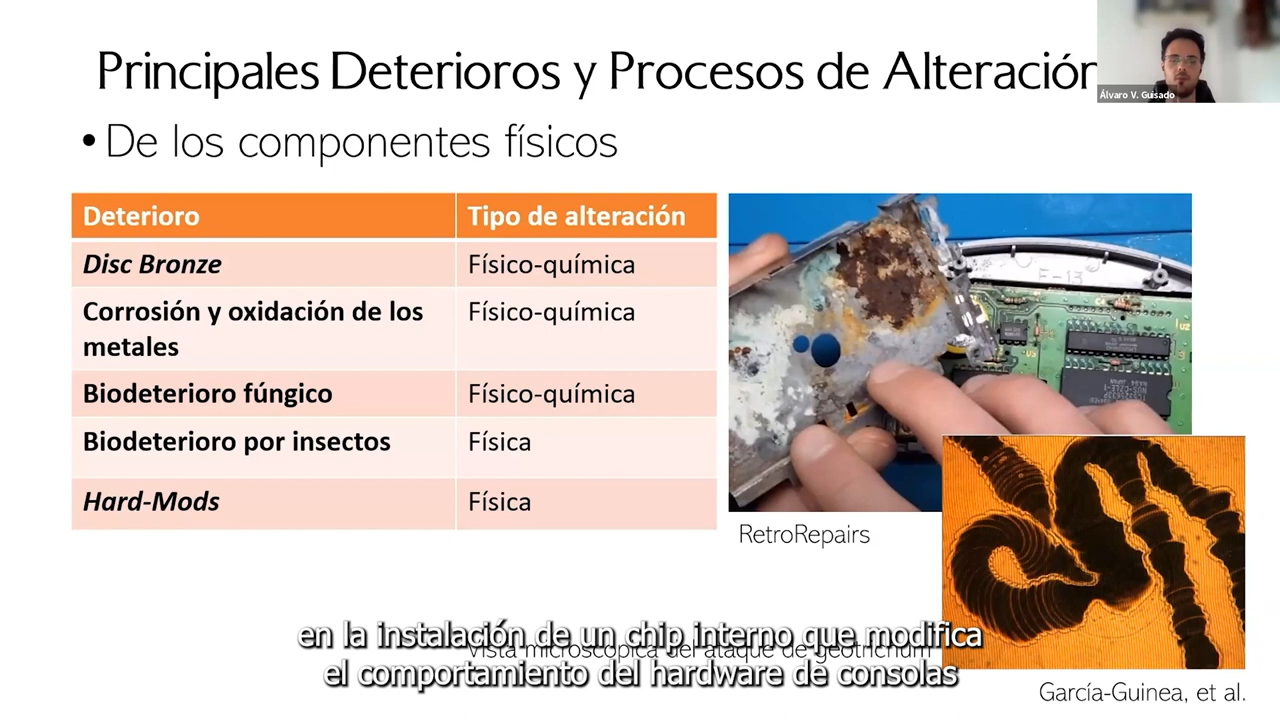 Principales Deterioros y Procesos de Alteración
Álvaro V. Guisado
• De los componentes físicos
Deterioro Tipo de alteración
Disc Bronze Físico-química
Corrosión y oxidación de los Físico-química
metales
Biodeterioro fúngico Físico-química
Biodeterioro por insectos Física
Hard-Mods Física
RetroRepairs
en la instalación de un chip interno que modifica
Vista microscópica del ataque de geotrichum
el comportamiento del hardware de consolas
García-Guinea, et al.